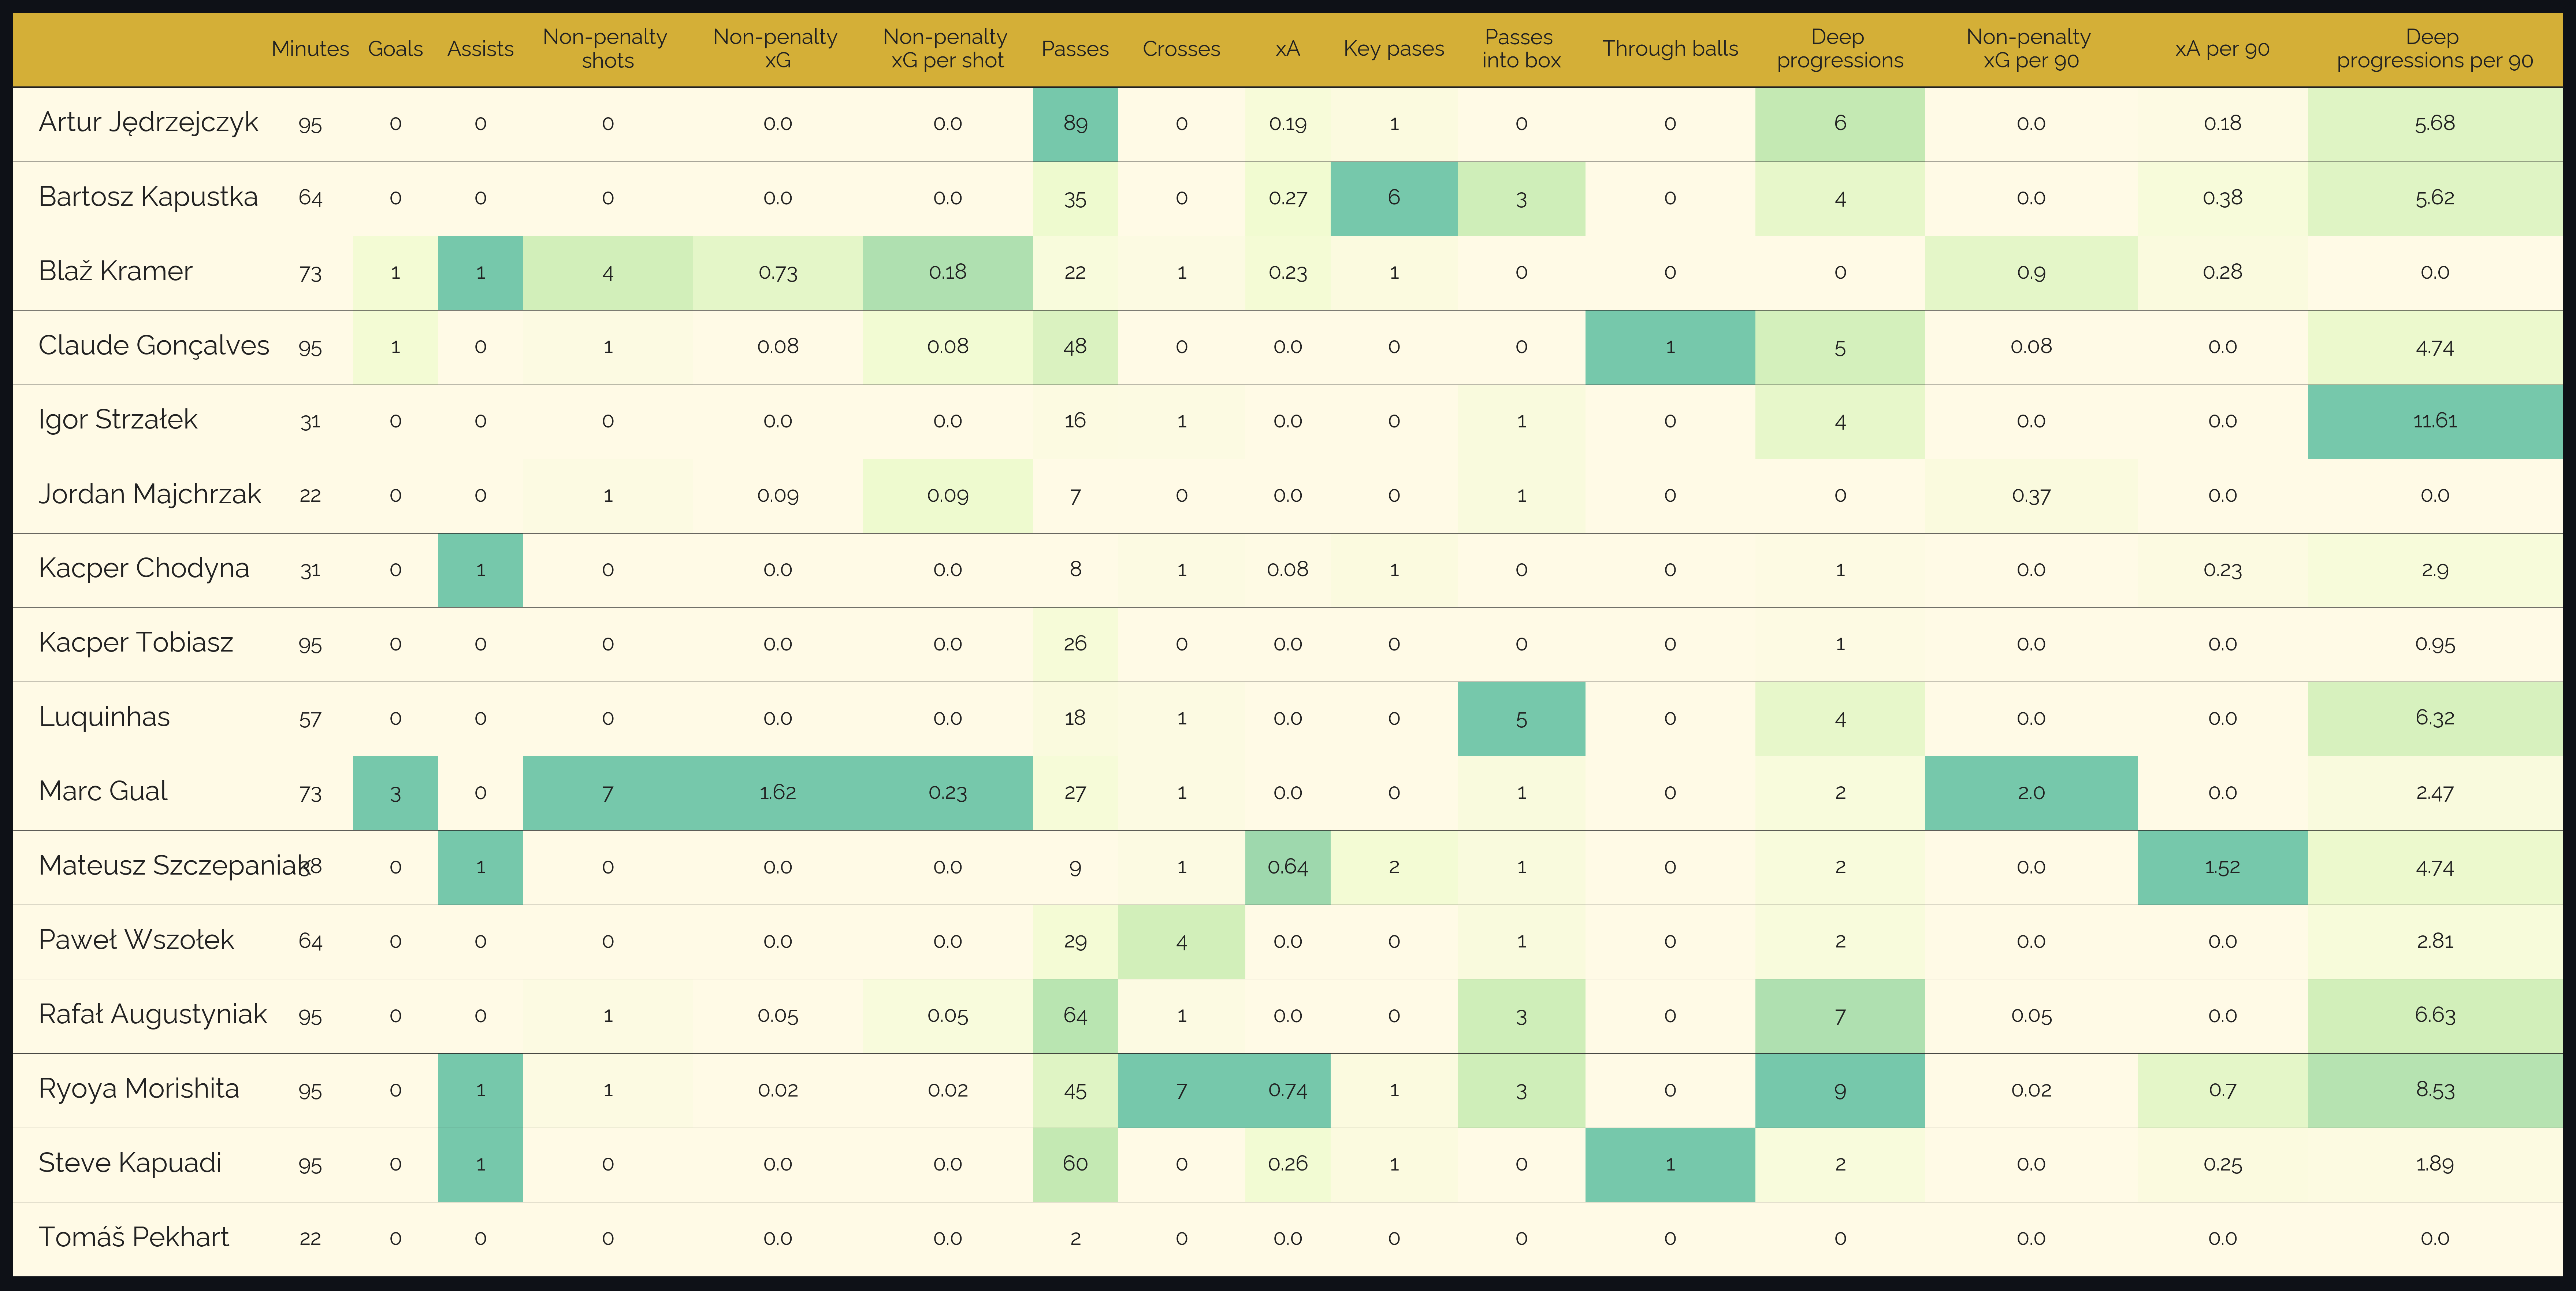 Minutes Goals Assists Non-penalty shots Non-penalty xG Non-penalty xG per shot Passes Crosses xA Key pases Passes into box Through balls Deep progressions Non-penalty xG per 90 xA per 90 Deep progressions per 90
Artur Jędrzejczyk 95 0 0 0 0.0 0.0 89 0 0.19 1 0 0 6 0.0 0.18 5.68
Bartosz Kapustka 64 0 0 0 0.0 0.0 35 0 0.27 6 3 0 4 0.0 0.38 5.62
Blaž Kramer 73 1 1 4 0.73 0.18 22 1 0.23 1 0 0 0 0.9 0.28 0.0
Claude Gonçalves 95 1 0 1 0.08 0.08 48 0 0.0 0 0 1 5 0.08 0.0 4.74
Igor Strzałek 31 0 0 0 0.0 0.0 16 1 0.0 0 1 0 4 0.0 0.0 11.61
Jordan Majchrzak 22 0 0 1 0.09 0.09 7 0 0.0 0 1 0 0 0.37 0.0 0.0
Kacper Chodyna 31 0 1 0 0.0 0.0 8 1 0.08 1 0 0 1 0.0 0.23 2.9
Kacper Tobiasz 95 0 0 0 0.0 0.0 26 0 0.0 0 0 0 1 0.0 0.0 0.95
Luquinhas 57 0 0 0 0.0 0.0 18 1 0.0 0 5 0 4 0.0 0.0 6.32
Marc Gual 73 3 0 7 1.62 0.23 27 1 0.0 0 1 0 2 2.0 0.0 2.47
Mateusz Szczepaniak 38 0 1 0 0.0 0.0 9 1 0.64 2 1 0 2 0.0 1.52 4.74
Paweł Wszołek 64 0 0 0 0.0 0.0 29 4 0.0 0 1 0 2 0.0 0.0 2.81
Rafał Augustyniak 95 0 0 1 0.05 0.05 64 1 0.0 0 3 0 7 0.05 0.0 6.63
Ryoya Morishita 95 0 1 1 0.02 0.02 45 7 0.74 1 3 0 9 0.02 0.7 8.53
Steve Kapuadi 95 0 1 0 0.0 0.0 60 0 0.26 1 0 1 2 0.0 0.25 1.89
Tomáš Pekhart 22 0 0 0 0.0 0.0 2 0 0.0 0 0 0 0 0.0 0.0 0.0